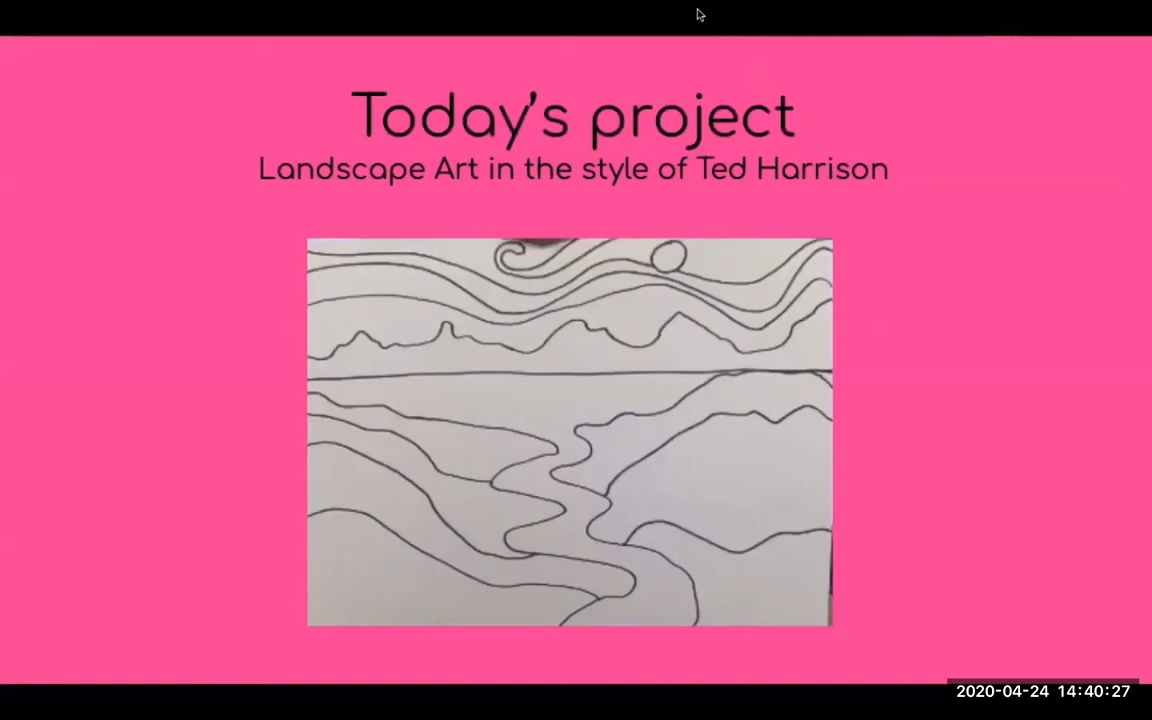 Today's project
Landscape Art in the style of Ted Harrison
2020-04-24 14:40:27